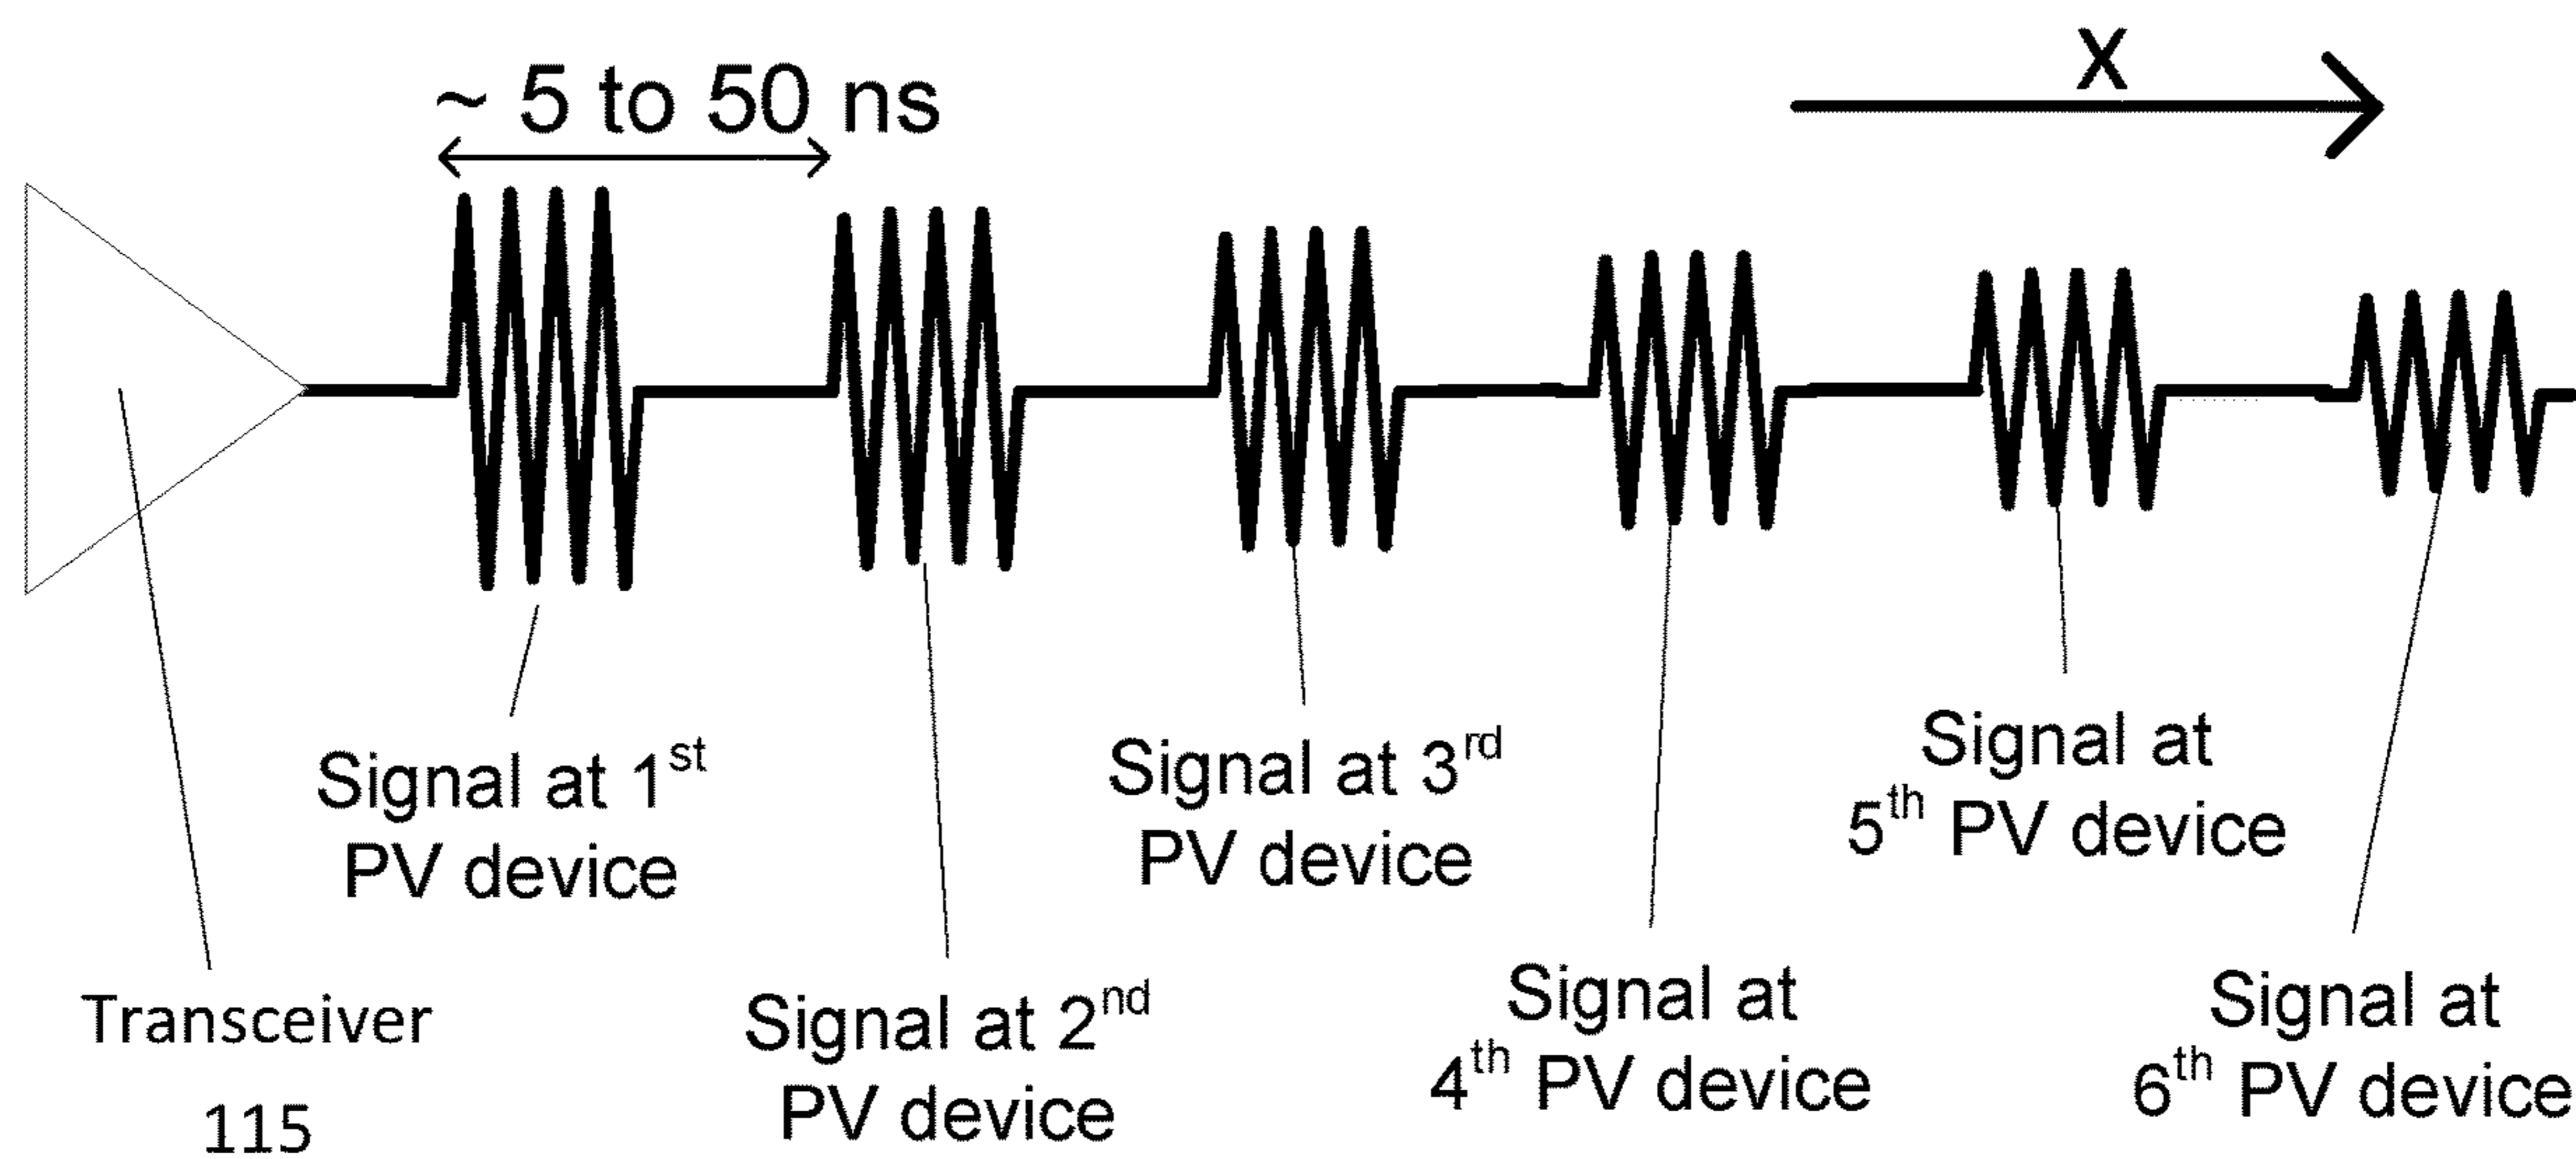 ~ 5 to 50 ns
X
Signal at 1st
PV device
Signal at 3rd
PV device
Signal at
5th PV device
Transceiver
115
Signal at 2nd
PV device
Signal at
4th PV device
Signal at
6th PV device